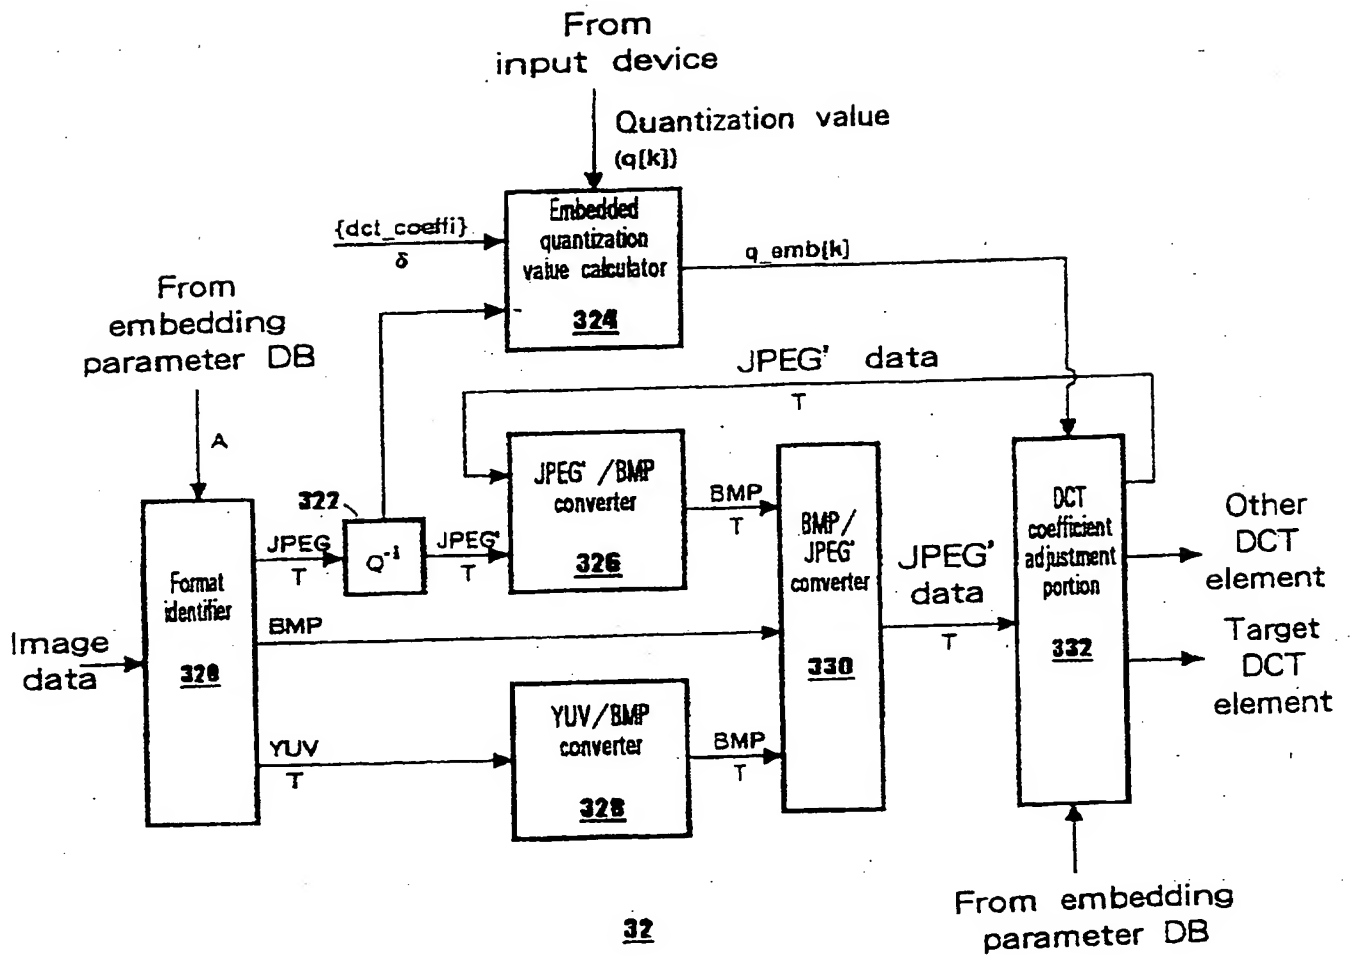 From
input device
Quantization value
(q[k])
{dct_coeffi}
δ
Embedded
quantization
value calculator
324
q_emb[k]
From
embedding
parameter DB
A
JPEG' data
T
322
JPEG
T
Q⁻¹
JPEG'
T
JPEG' /BMP
converter
326
BMP
T
BMP/
JPEG'
converter
330
JPEG'
data
T
DCT
coefficient
adjustment
portion
332
Other
DCT
element
Target
DCT
element
Image
data
Format
identifier
320
BMP
YUV
T
YUV/BMP
converter
328
BMP
T
From embedding
parameter DB
32